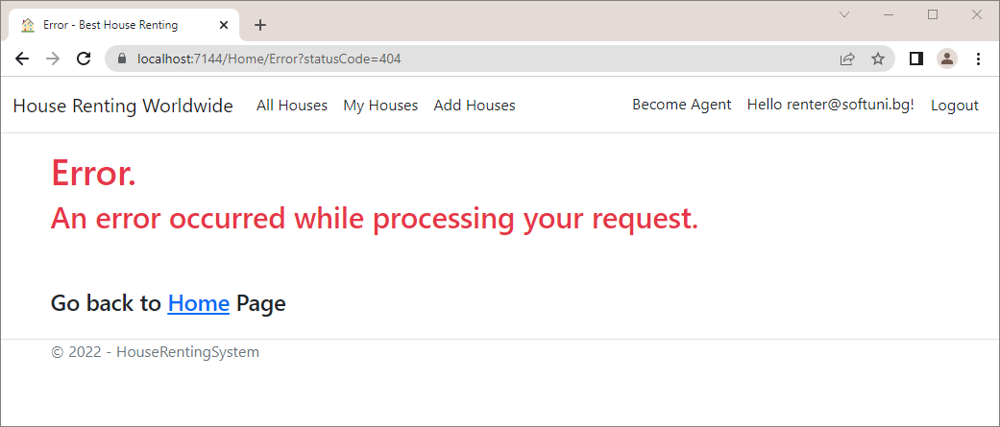 Error - Best House Renting
localhost:7144/Home/Error?statusCode=404
House Renting Worldwide All Houses My Houses Add Houses Become Agent Hello renter@softuni.bg! Logout
Error.
An error occurred while processing your request.
Go back to Home Page
© 2022 - HouseRentingSystem